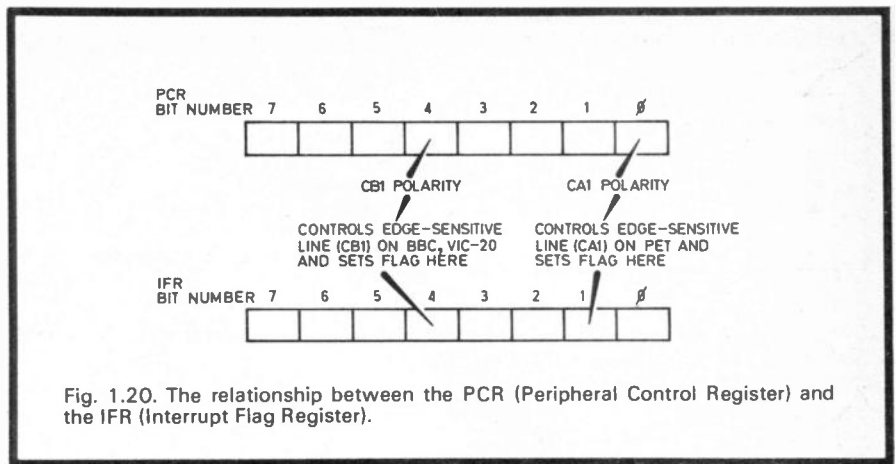 PCR
BIT NUMBER 7 6 5 4 3 2 1 0
CB1 POLARITY CA1 POLARITY
CONTROLS EDGE-SENSITIVE
LINE (CB1) ON BBC, VIC-20
AND SETS FLAG HERE
CONTROLS EDGE-SENSITIVE
LINE (CA1) ON PET AND
SETS FLAG HERE
IFR
BIT NUMBER 7 6 5 4 3 2 1 0
Fig. 1.20. The relationship between the PCR (Peripheral Control Register) and
the IFR (Interrupt Flag Register).